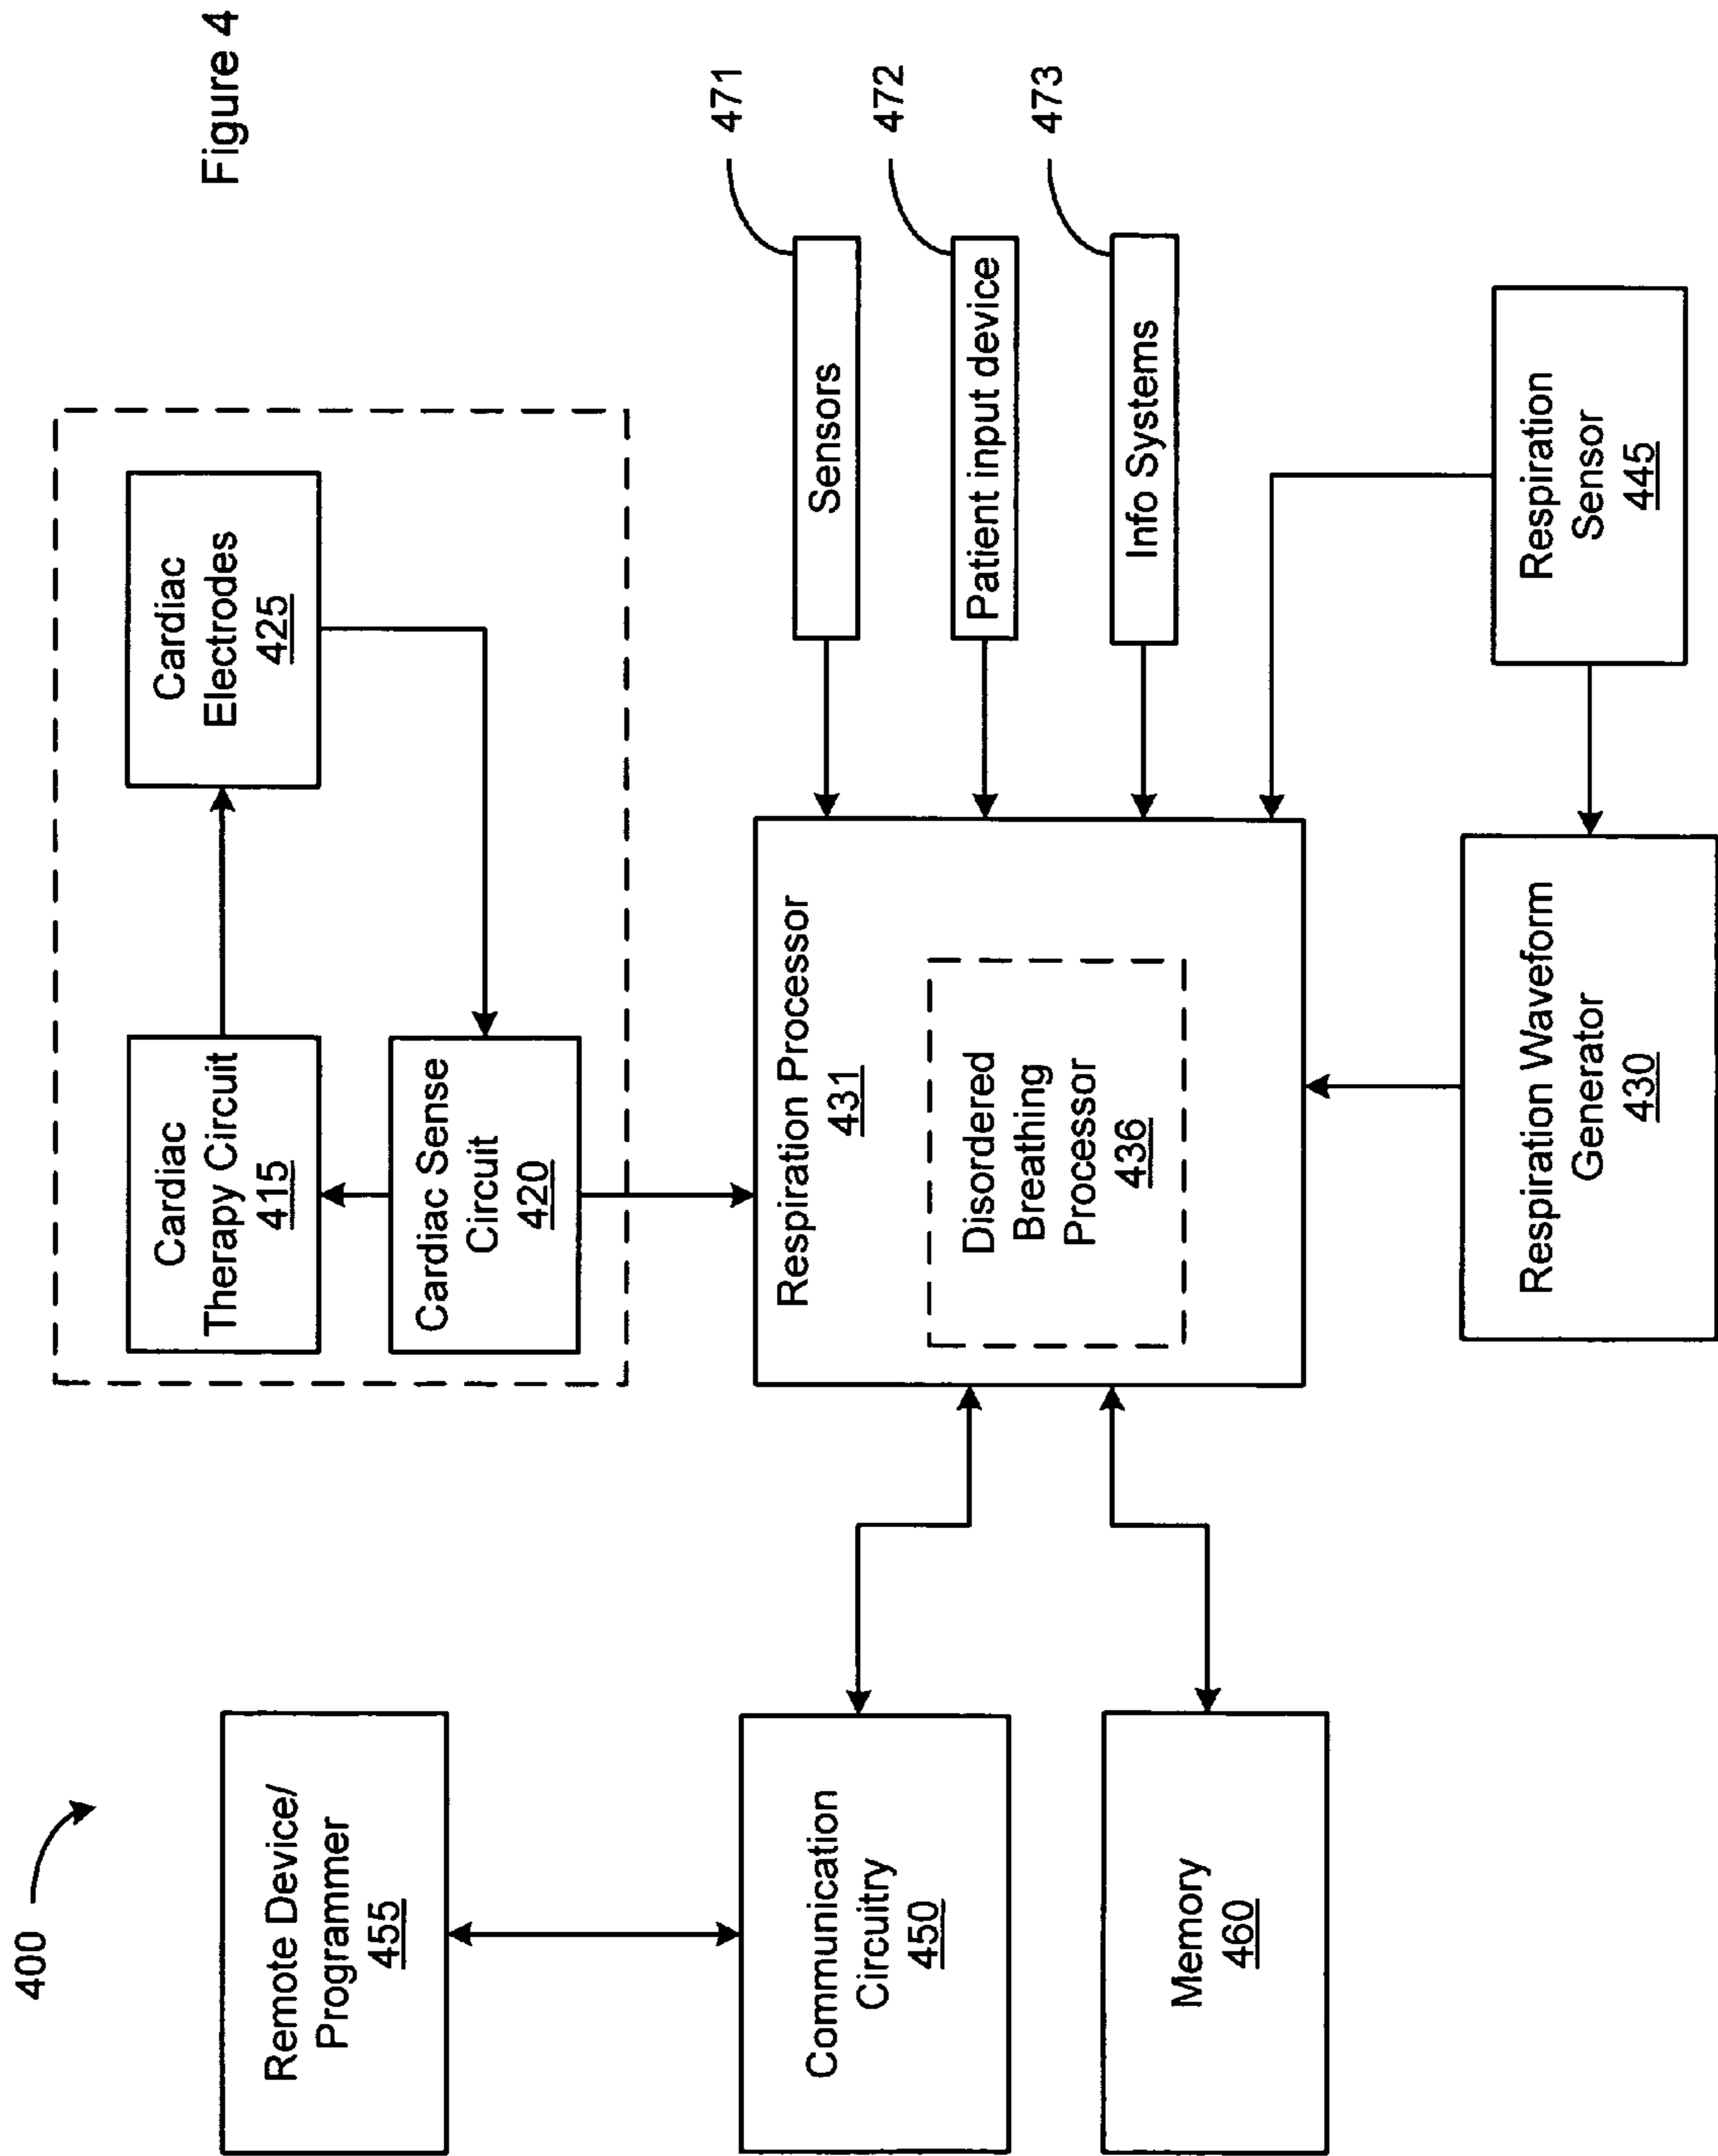 Figure 4
400
Remote Device/
Programmer
455
Communication
Circuitry
450
Memory
460
Cardiac
Therapy Circuit
415
Cardiac Sense
Circuit
420
Cardiac
Electrodes
425
Respiration Processor
431
Disordered
Breathing
Processor
436
Sensors
471
Patient input device
472
Info Systems
473
Respiration Waveform
Generator
430
Respiration
Sensor
445